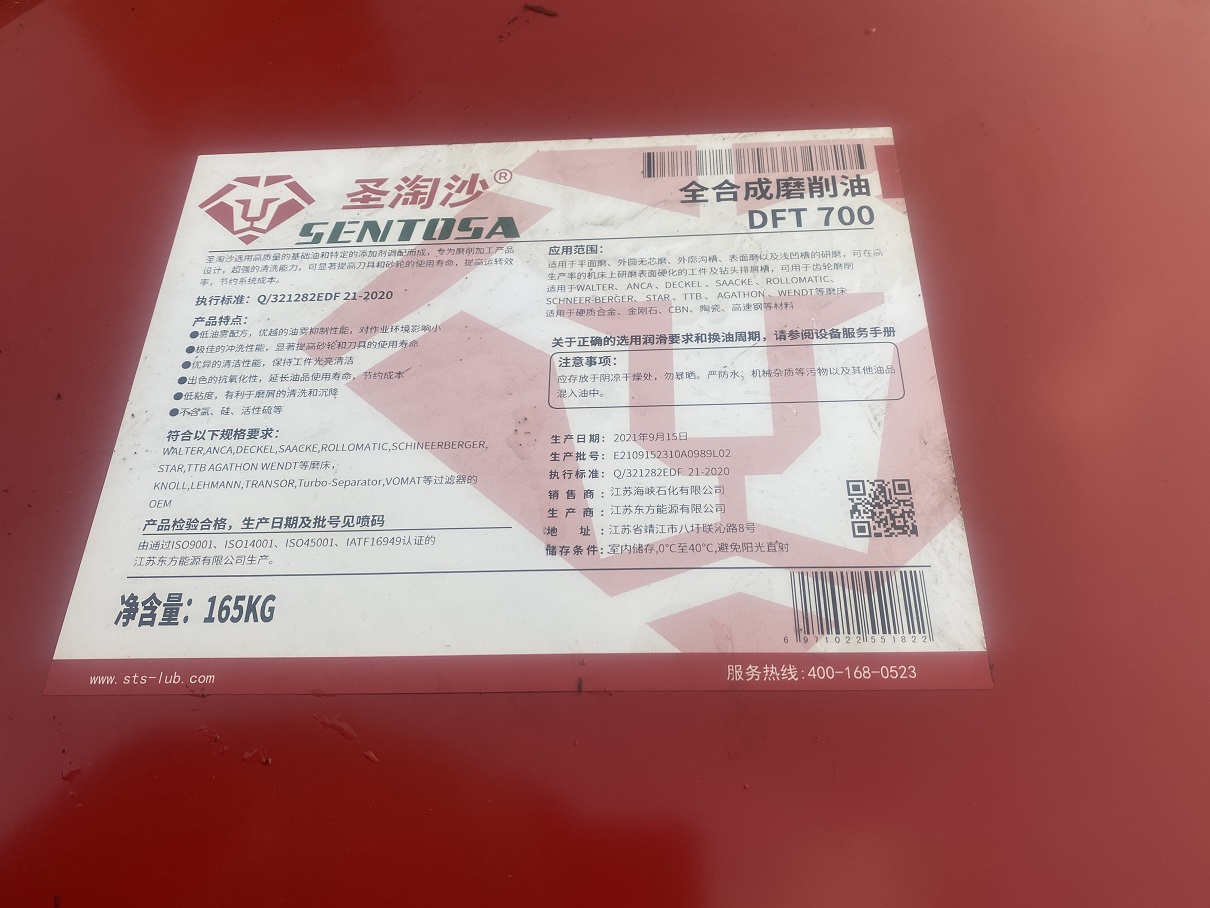 圣淘沙®
SENTOSA
全合成磨削油
DFT 700
圣淘沙选用高质量的基础油和特定的添加剂调配而成，专为磨削加工产品
设计，超强的清洗能力，可显著提高刀具和砂轮的使用寿命，提高运转效
率，节约系统成本。
执行标准：Q/321282EDF 21-2020
产品特点：
●低油雾配方，优越的油雾抑制性能，对作业环境影响小
●极佳的冲洗性能，显著提高砂轮和刀具的使用寿命
●优异的清洁性能，保持工件光亮清洁
●出色的抗氧化性，延长油品使用寿命，节约成本
●低粘度，有利于磨屑的清洗和沉降
●不含氯、硅、活性硫等
符合以下规格要求：
WALTER,ANCA,DECKEL,SAACKE,ROLLOMATIC,SCHINEERBERGER,
STAR,TTB AGATHON WENDT等磨床，
KNOLL,LEHMANN,TRANSOR,Turbo-Separator,VOMAT等过滤器的
OEM
产品检验合格，生产日期及批号见喷码
由通过ISO9001、ISO14001、ISO45001、IATF16949认证的
江苏东方能源有限公司生产。
应用范围：
适用于平面磨、外圆无芯磨、外廓沟槽、表面磨以及浅凹槽的研磨，可在高
生产率的机床上研磨表面硬化的工件及钻头排屑槽，可用于齿轮磨削
适用于WALTER、ANCA、DECKEL、SAACKE、ROLLOMATIC、
SCHNEER-BERGER、STAR、TTB、AGATHON、WENDT等磨床
适用于硬质合金、金刚石、CBN、陶瓷、高速钢等材料
关于正确的选用润滑要求和换油周期，请参阅设备服务手册
注意事项：
应存放于阴凉干燥处，勿暴晒。严防水、机械杂质等污物以及其他油品
混入油中。
生产日期：2021年9月15日
生产批号：E2109152310A0989L02
执行标准：Q/321282EDF 21-2020
销售商：江苏海峡石化有限公司
生产商：江苏东方能源有限公司
地址：江苏省靖江市八圩联沁路8号
储存条件：室内储存,0℃至40℃,避免阳光直射
净含量：165KG
6971022551822
www.sts-lub.com
服务热线:400-168-0523